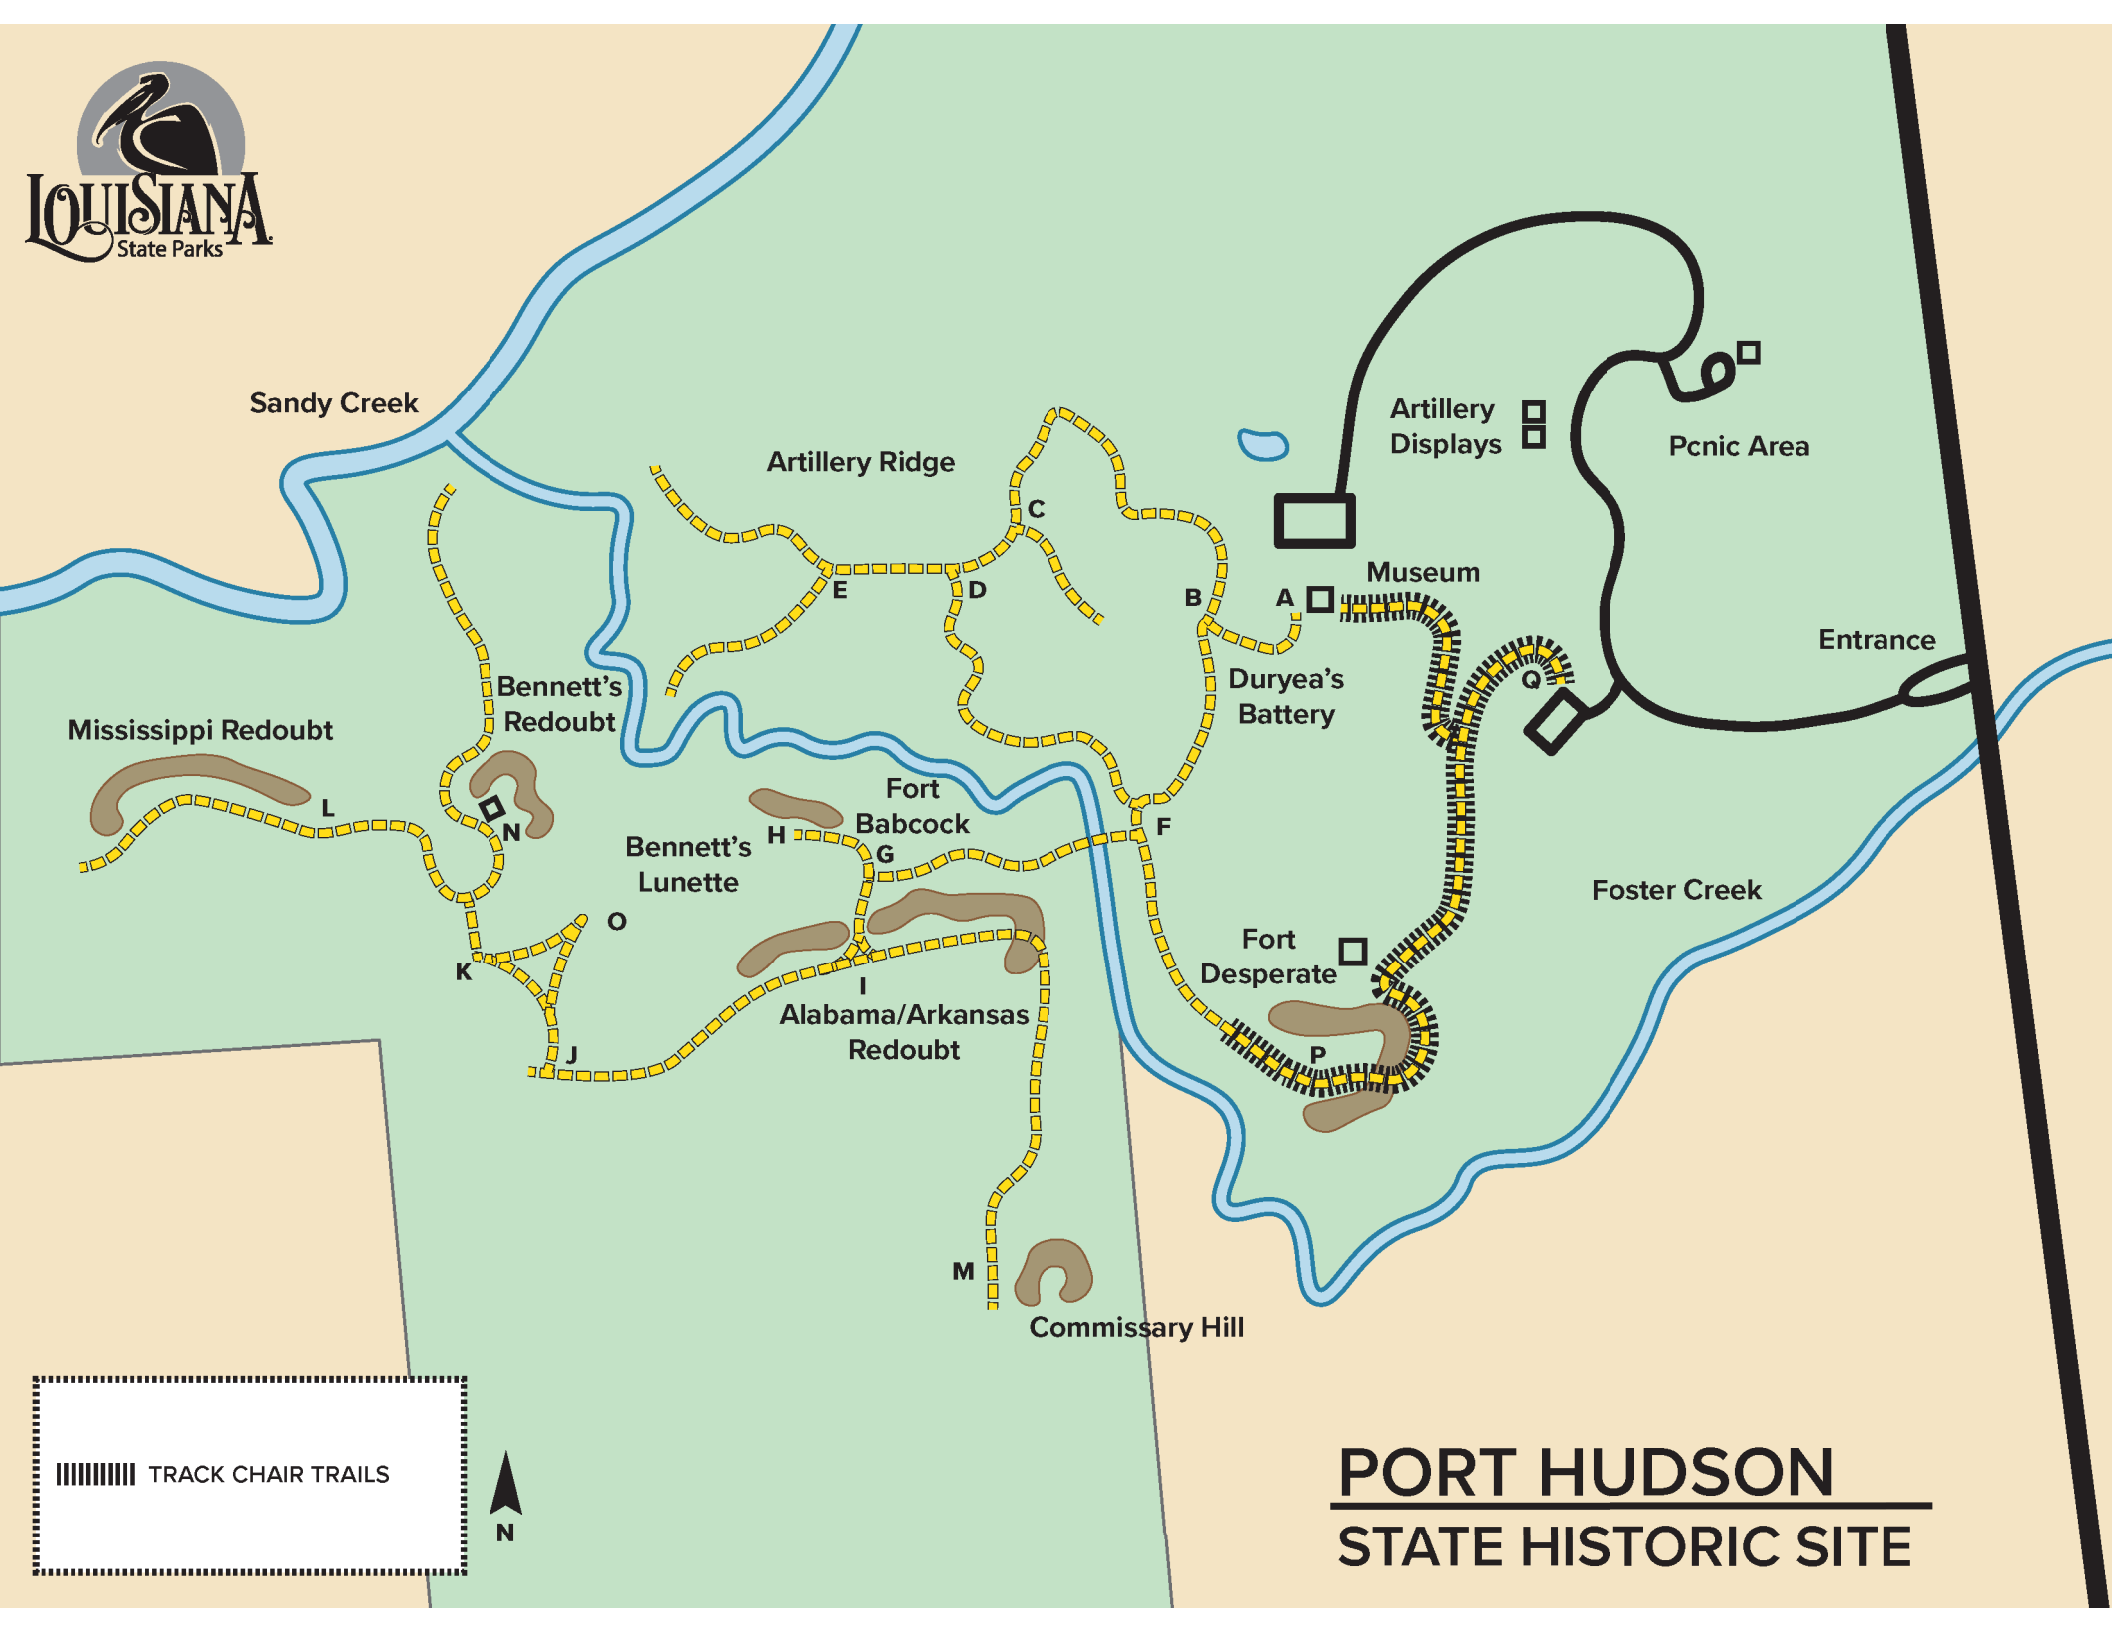 LOUISIANA
State Parks
Sandy Creek
Artillery Ridge
Artillery
Displays
Pcnic Area
C
Museum
E
D
B
A
Entrance
Bennett's
Redoubt
Duryea's
Battery
Q
Mississippi Redoubt
L
N
Fort
Babcock
H
G
F
Bennett's
Lunette
Foster Creek
O
Fort
Desperate
K
I
Alabama/Arkansas
Redoubt
J
P
M
Commissary Hill
TRACK CHAIR TRAILS
N
PORT HUDSON
STATE HISTORIC SITE